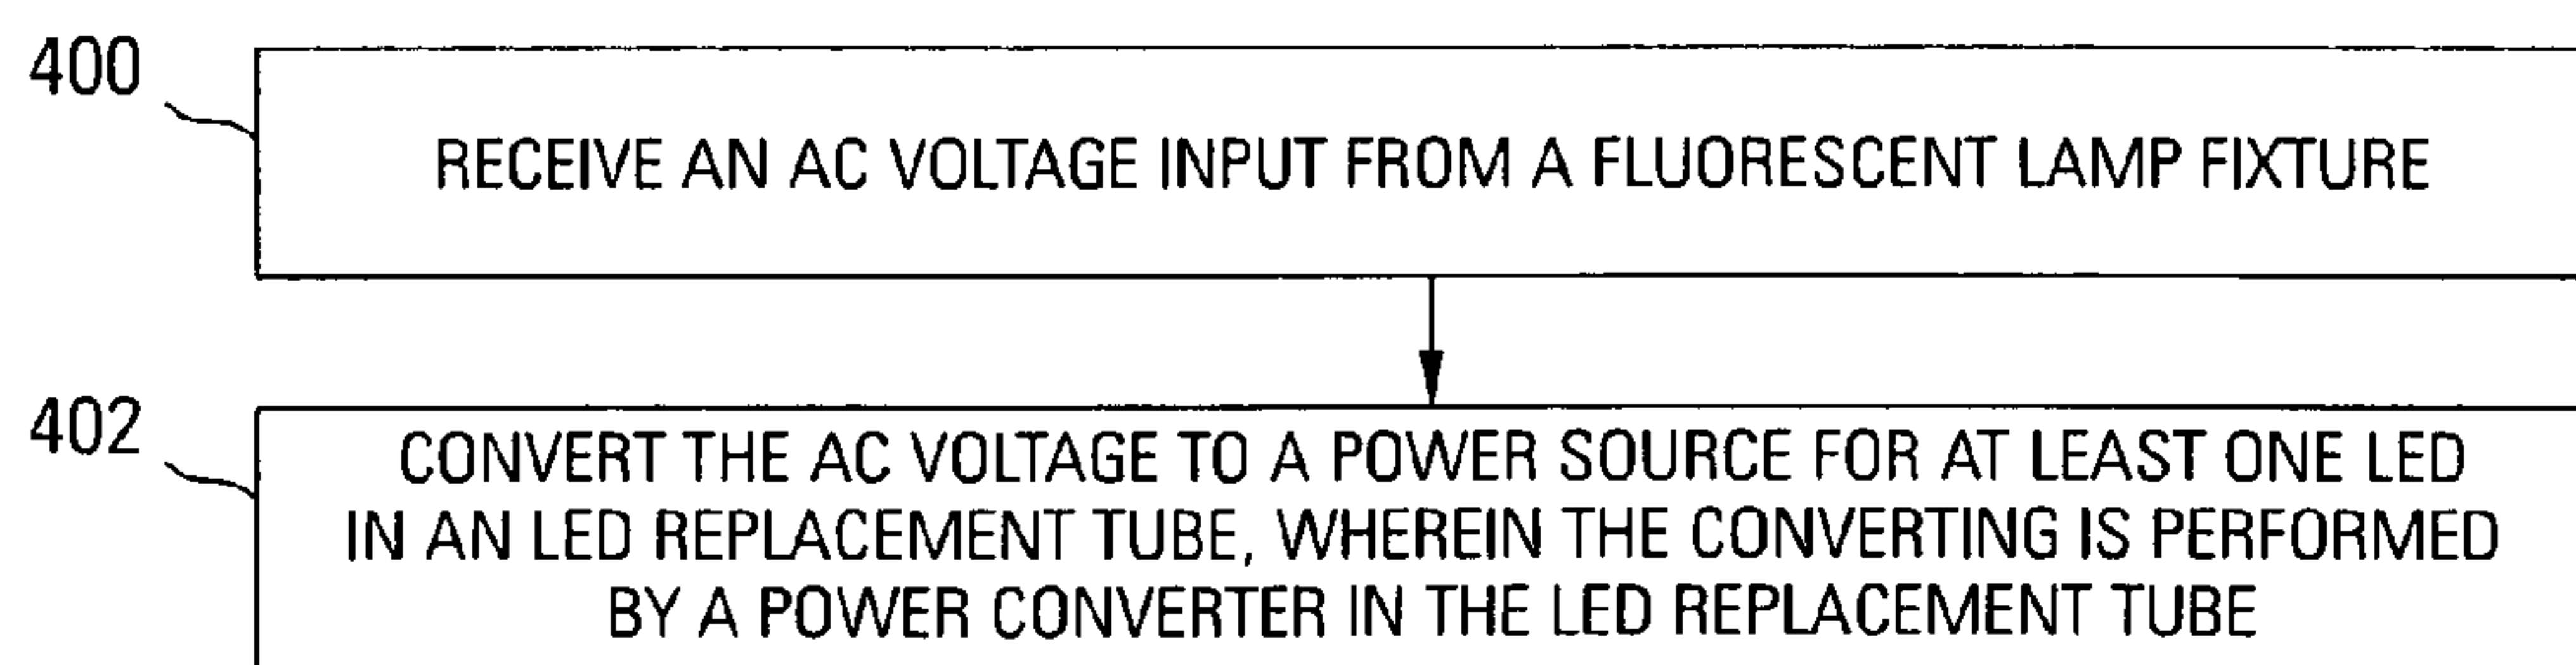 400
RECEIVE AN AC VOLTAGE INPUT FROM A FLUORESCENT LAMP FIXTURE
402
CONVERT THE AC VOLTAGE TO A POWER SOURCE FOR AT LEAST ONE LED
IN AN LED REPLACEMENT TUBE, WHEREIN THE CONVERTING IS PERFORMED
BY A POWER CONVERTER IN THE LED REPLACEMENT TUBE